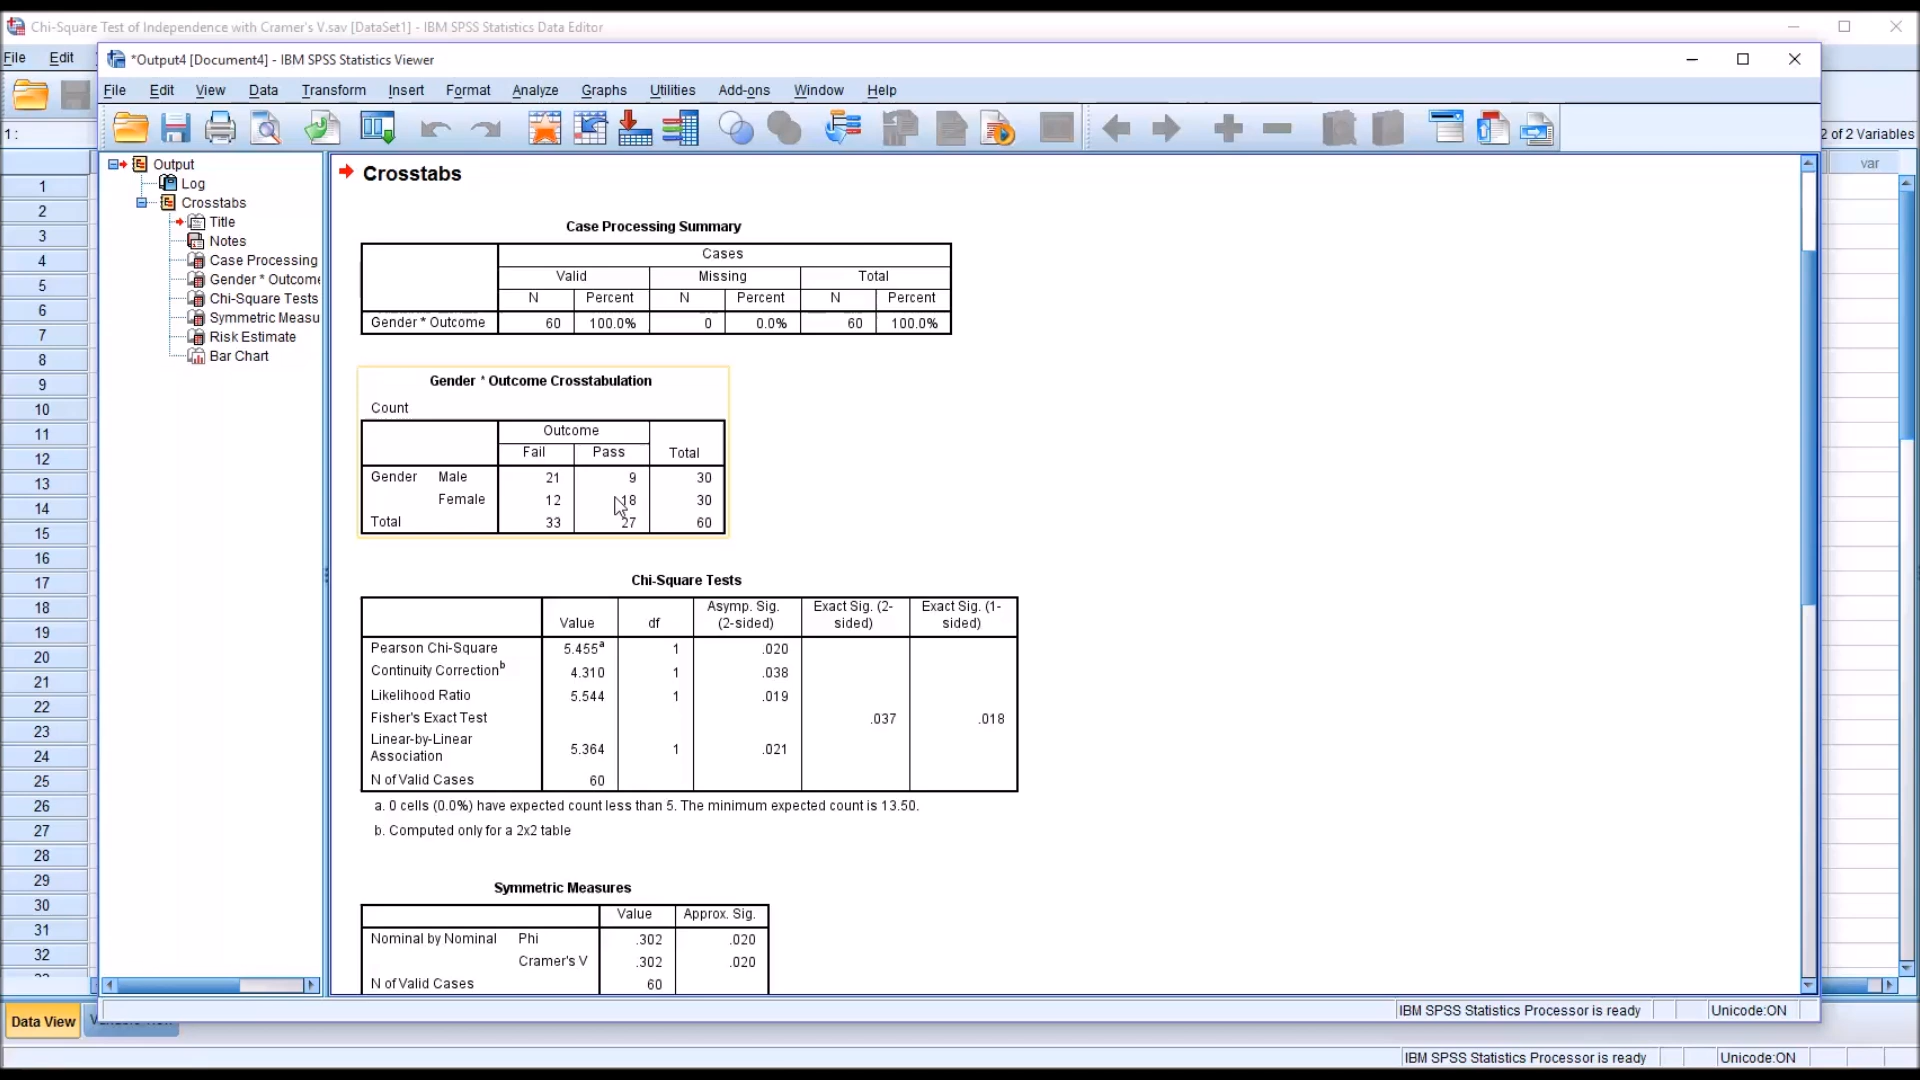 Chi-Square Test of Independence with Cramer's V.sav [DataSet1] - IBM SPSS Statistics Data Editor
File Edit
*Output4 [Document4] - IBM SPSS Statistics Viewer
File Edit View Data Transform Insert Format Analyze Graphs Utilities Add-ons Window Help
1 :
2 of 2 Variables
var
1
2
3
4
5
6
7
8
9
10
11
12
13
14
15
16
17
18
19
20
21
22
23
24
25
26
27
28
29
30
31
32
Output
Log
Crosstabs
Title
Notes
Case Processing
Gender * Outcome
Chi-Square Tests
Symmetric Measu
Risk Estimate
Bar Chart
Crosstabs
Case Processing Summary
Cases
Valid Missing Total
N Percent N Percent N Percent
Gender * Outcome 60 100.0% 0 0.0% 60 100.0%
Gender * Outcome Crosstabulation
Count
Outcome
Fail Pass Total
Gender Male 21 9 30
Female 12 18 30
Total 33 27 60
Chi-Square Tests
Value df Asymp. Sig. (2-sided) Exact Sig. (2-sided) Exact Sig. (1-sided)
Pearson Chi-Square 5.455a 1 .020
Continuity Correctionb 4.310 1 .038
Likelihood Ratio 5.544 1 .019
Fisher's Exact Test .037 .018
Linear-by-Linear Association 5.364 1 .021
N of Valid Cases 60
a. 0 cells (0.0%) have expected count less than 5. The minimum expected count is 13.50.
b. Computed only for a 2x2 table
Symmetric Measures
Value Approx. Sig.
Nominal by Nominal Phi .302 .020
Cramer's V .302 .020
N of Valid Cases 60
IBM SPSS Statistics Processor is ready Unicode:ON
Data View
IBM SPSS Statistics Processor is ready Unicode:ON